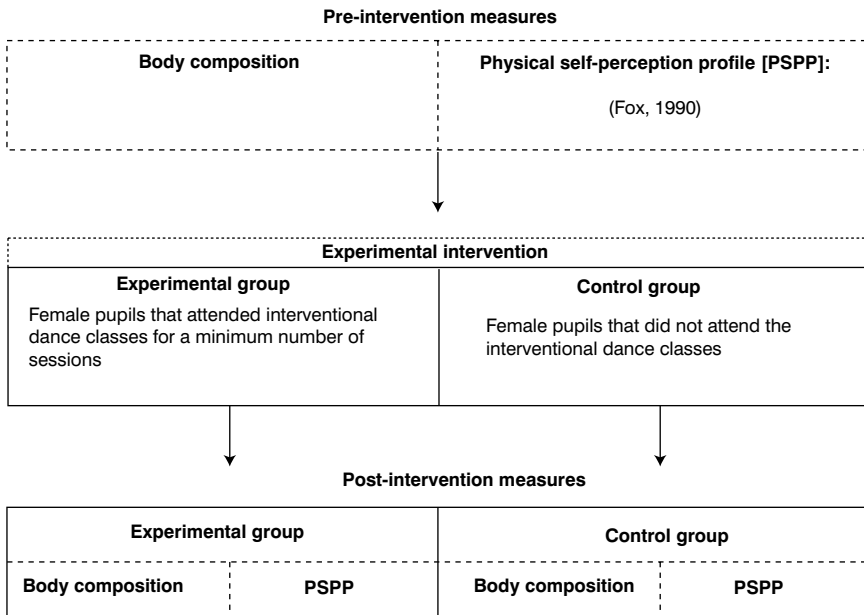 Pre-intervention measures
Body composition
Physical self-perception profile [PSPP]:
(Fox, 1990)
Experimental intervention
Experimental group
Female pupils that attended interventional
dance classes for a minimum number of
sessions
Control group
Female pupils that did not attend the
interventional dance classes
Post-intervention measures
Experimental group
Control group
Body composition
PSPP
Body composition
PSPP